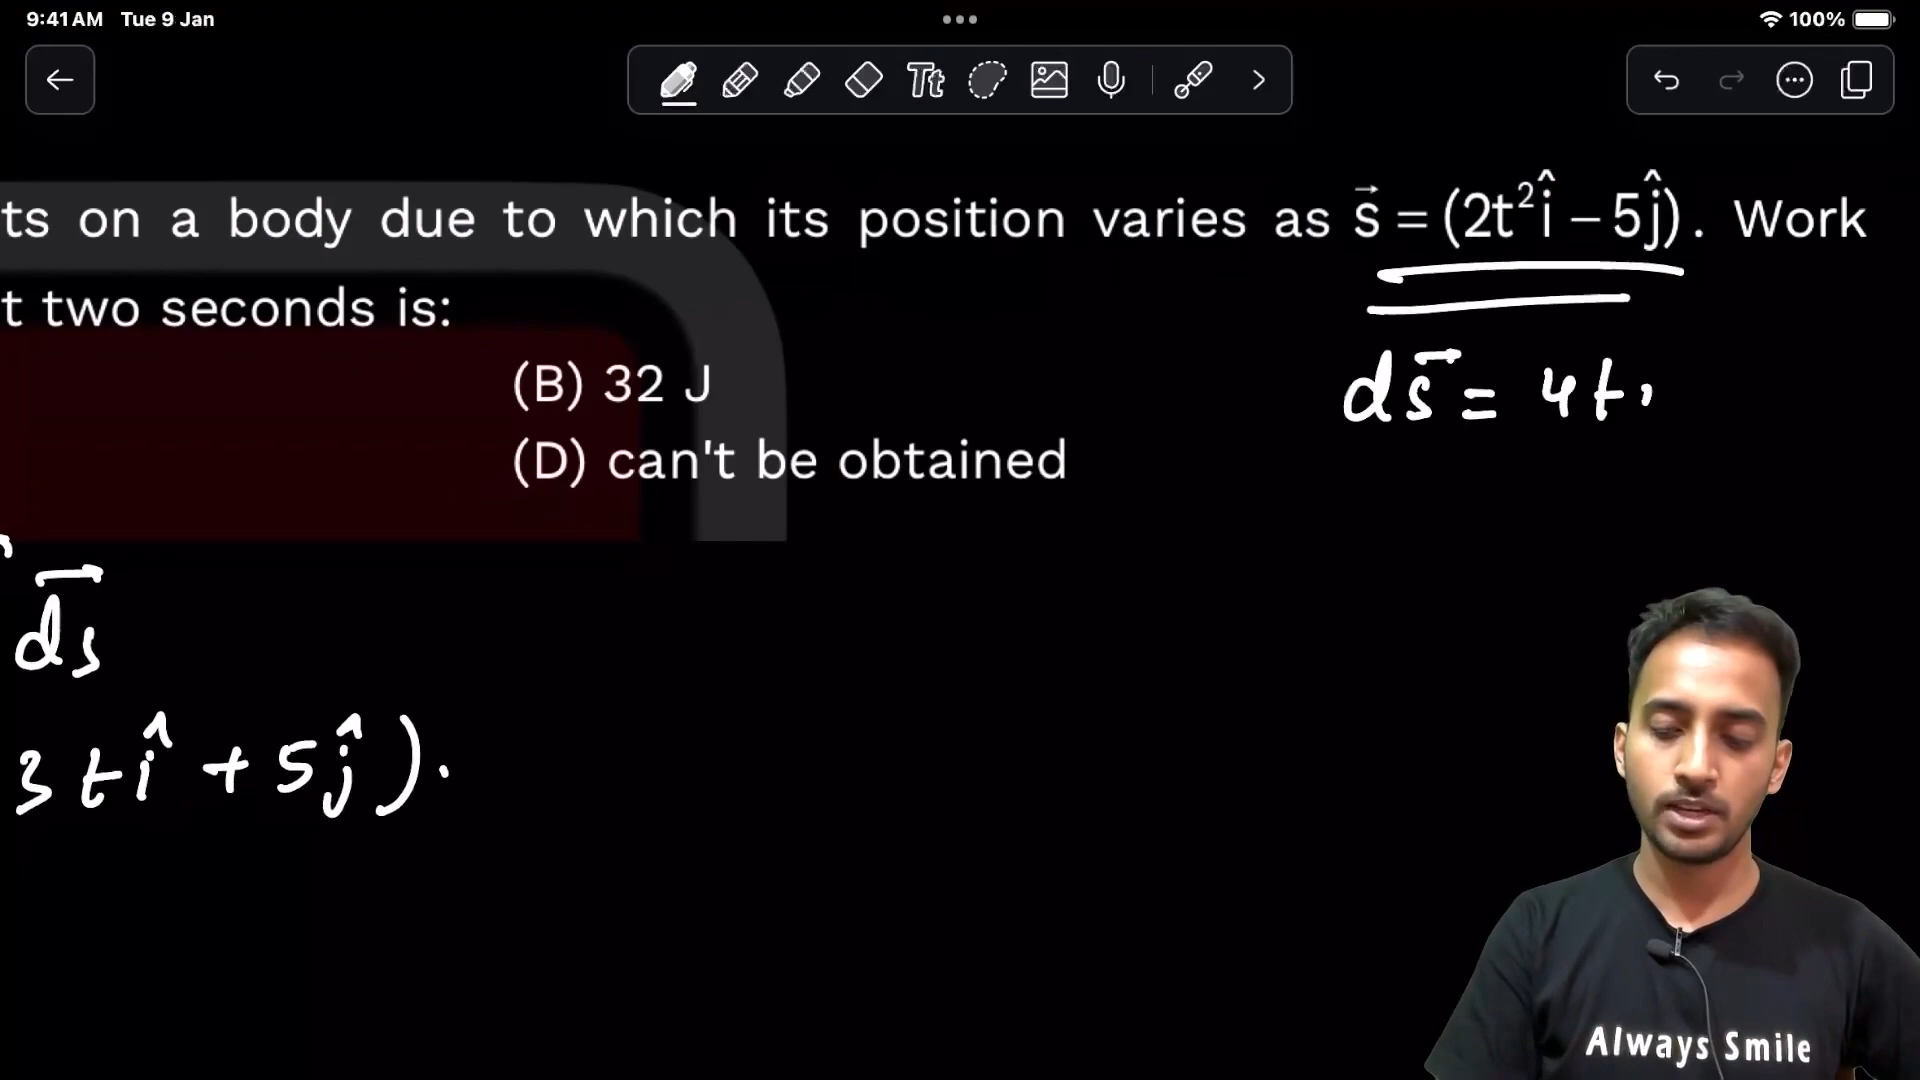 9:41 AM Tue 9 Jan
100%
Tt
ts on a body due to which its position varies as s⃗ = (2t²î – 5ĵ). Work
t two seconds is:
(B) 32 J
(D) can't be obtained
ds⃗ = 4t
d⃗s
3tî + 5ĵ).
Always Smile